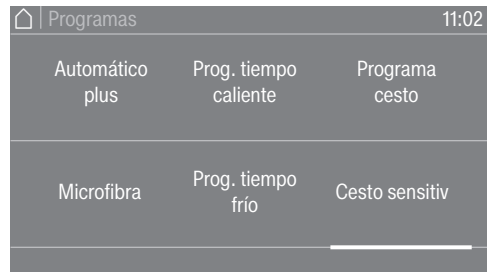 Programas 11:02
Automático
plus
Prog. tiempo
caliente
Programa
cesto
Microfibra
Prog. tiempo
frío
Cesto sensitiv